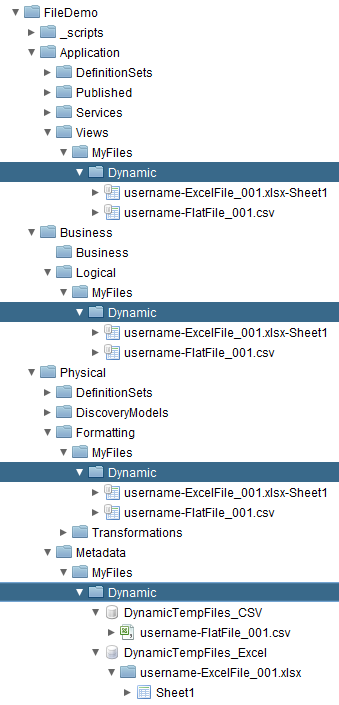 FileDemo
_scripts
Application
DefinitionSets
Published
Services
Views
MyFiles
Dynamic
username-ExcelFile_001.xlsx-Sheet1
username-FlatFile_001.csv
Business
Business
Logical
MyFiles
Dynamic
username-ExcelFile_001.xlsx-Sheet1
username-FlatFile_001.csv
Physical
DefinitionSets
DiscoveryModels
Formatting
MyFiles
Dynamic
username-ExcelFile_001.xlsx-Sheet1
username-FlatFile_001.csv
Transformations
Metadata
MyFiles
Dynamic
DynamicTempFiles_CSV
username-FlatFile_001.csv
DynamicTempFiles_Excel
username-ExcelFile_001.xlsx
Sheet1